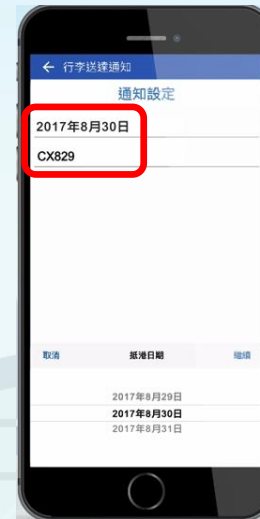 ← 行李送達通知
通知設定
2017年8月30日
CX829
取消 抵港日期 繼續
2017年8月29日
2017年8月30日
2017年8月31日